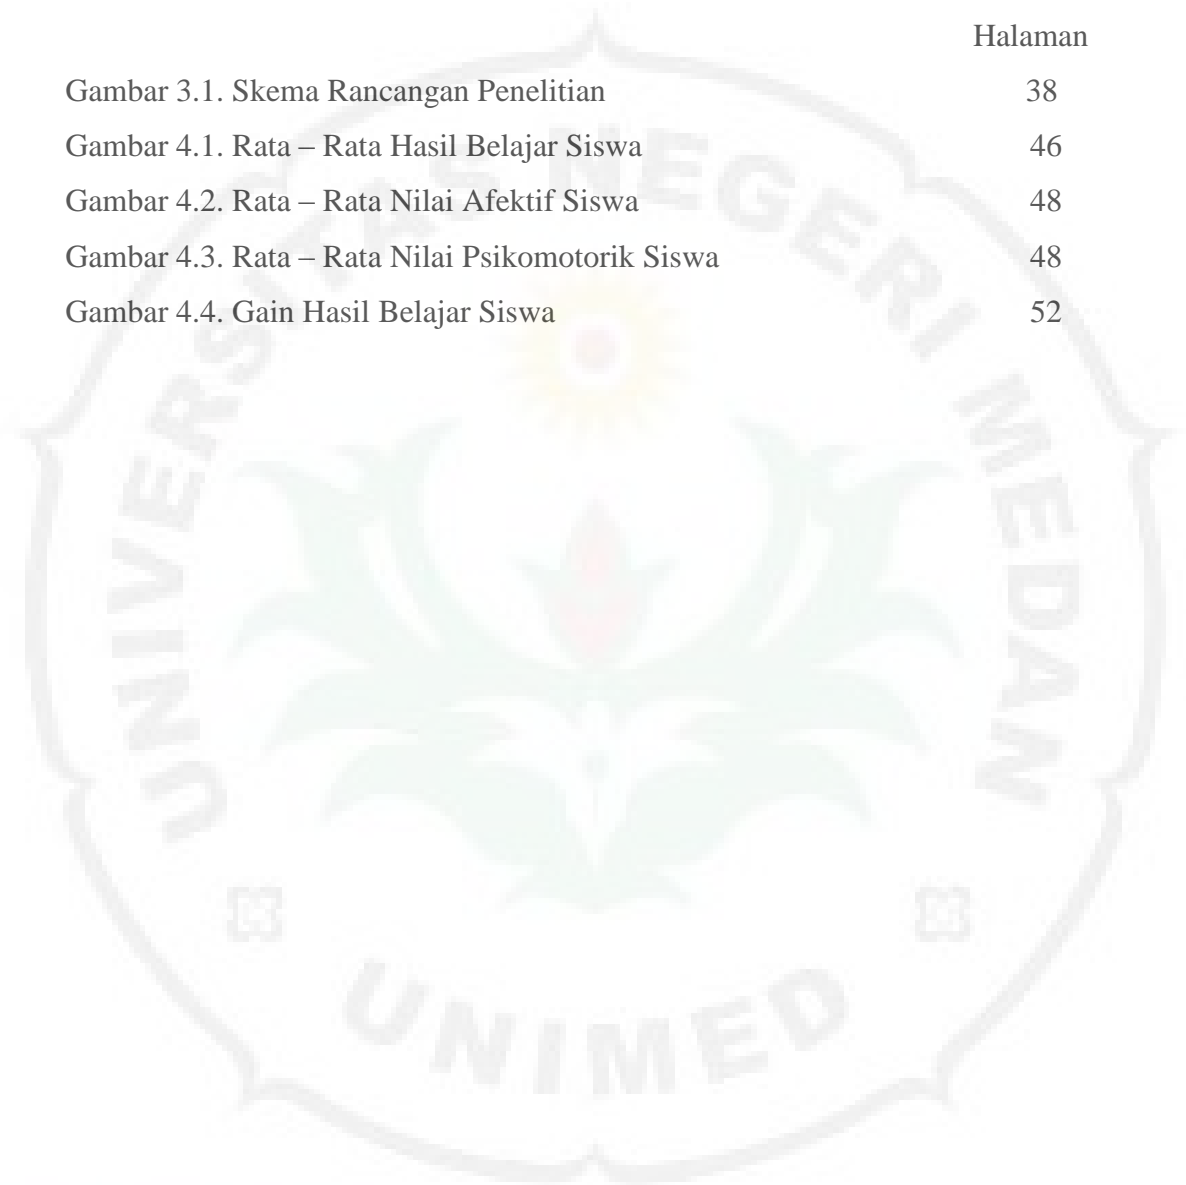 Halaman
Gambar 3.1. Skema Rancangan Penelitian 38
Gambar 4.1. Rata – Rata Hasil Belajar Siswa 46
Gambar 4.2. Rata – Rata Nilai Afektif Siswa 48
Gambar 4.3. Rata – Rata Nilai Psikomotorik Siswa 48
Gambar 4.4. Gain Hasil Belajar Siswa 52
UNIVERSITAS NEGERI MEDAN
UNIMED